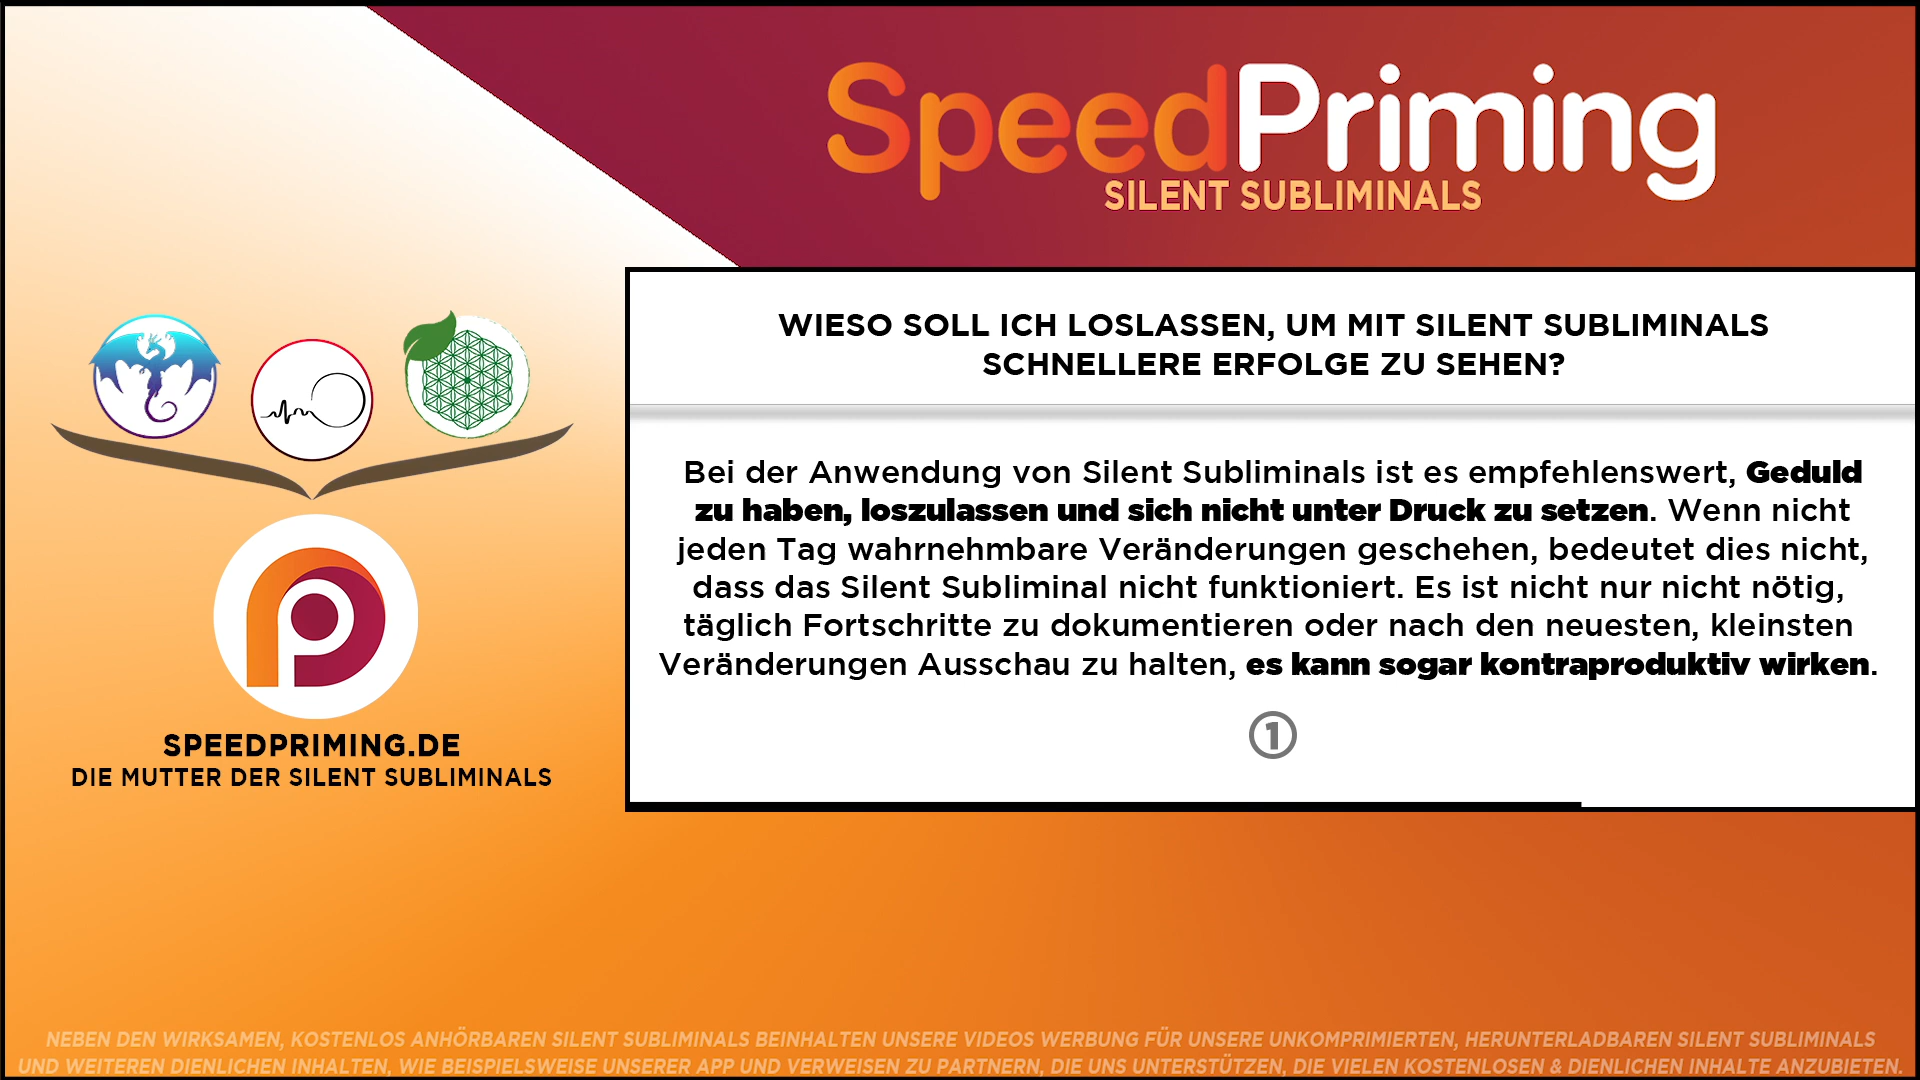 SpeedPriming
SILENT SUBLIMINALS
WIESO SOLL ICH LOSLASSEN, UM MIT SILENT SUBLIMINALS
SCHNELLERE ERFOLGE ZU SEHEN?
Bei der Anwendung von Silent Subliminals ist es empfehlenswert, Geduld
zu haben, loszulassen und sich nicht unter Druck zu setzen. Wenn nicht
jeden Tag wahrnehmbare Veränderungen geschehen, bedeutet dies nicht,
dass das Silent Subliminal nicht funktioniert. Es ist nicht nur nicht nötig,
täglich Fortschritte zu dokumentieren oder nach den neuesten, kleinsten
Veränderungen Ausschau zu halten, es kann sogar kontraproduktiv wirken.
1
SPEEDPRIMING.DE
DIE MUTTER DER SILENT SUBLIMINALS
NEBEN DEN WIRKSAMEN, KOSTENLOS ANHÖRBAREN SILENT SUBLIMINALS BEINHALTEN UNSERE VIDEOS WERBUNG FÜR UNSERE UNKOMPRIMIERTEN, HERUNTERLADBAREN SILENT SUBLIMINALS
UND WEITEREN DIENLICHEN INHALTEN, WIE BEISPIELSWEISE UNSERER APP UND VERWEISEN ZU PARTNERN, DIE UNS UNTERSTÜTZEN, DIE VIELEN KOSTENLOSEN & DIENLICHEN INHALTE ANZUBIETEN.